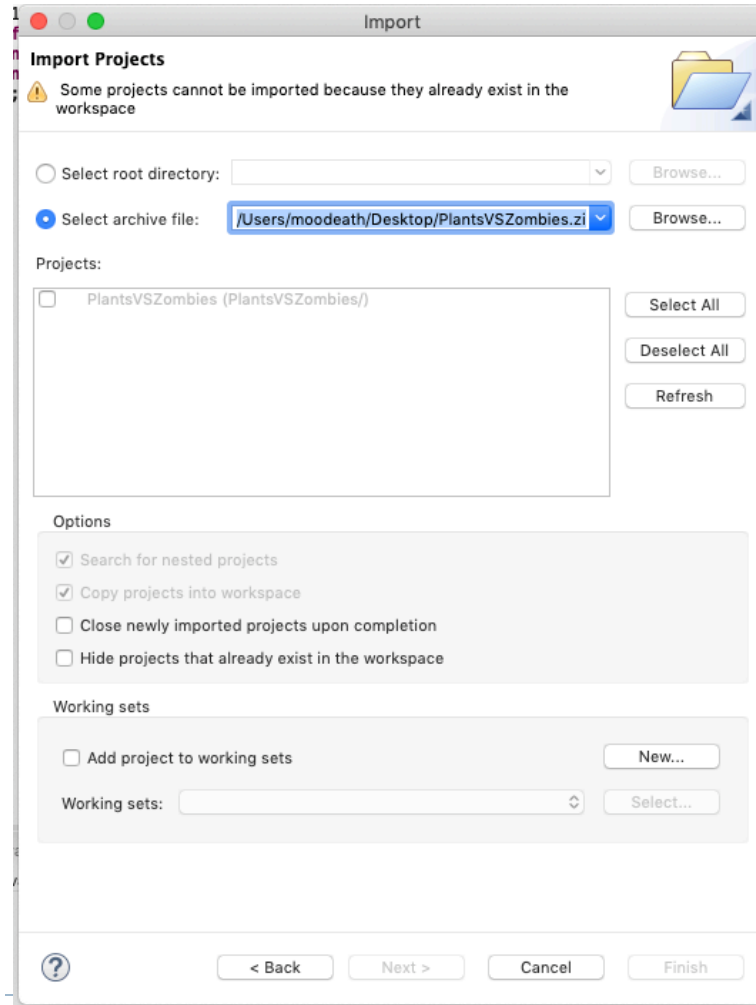 Import
Import Projects
Some projects cannot be imported because they already exist in the
workspace
Select root directory:
Browse...
Select archive file:
/Users/moodeath/Desktop/PlantsVSZombies.zi
Browse...
Projects:
PlantsVSZombies (PlantsVSZombies/)
Select All
Deselect All
Refresh
Options
Search for nested projects
Copy projects into workspace
Close newly imported projects upon completion
Hide projects that already exist in the workspace
Working sets
Add project to working sets
New...
Working sets:
Select...
?
< Back
Next >
Cancel
Finish